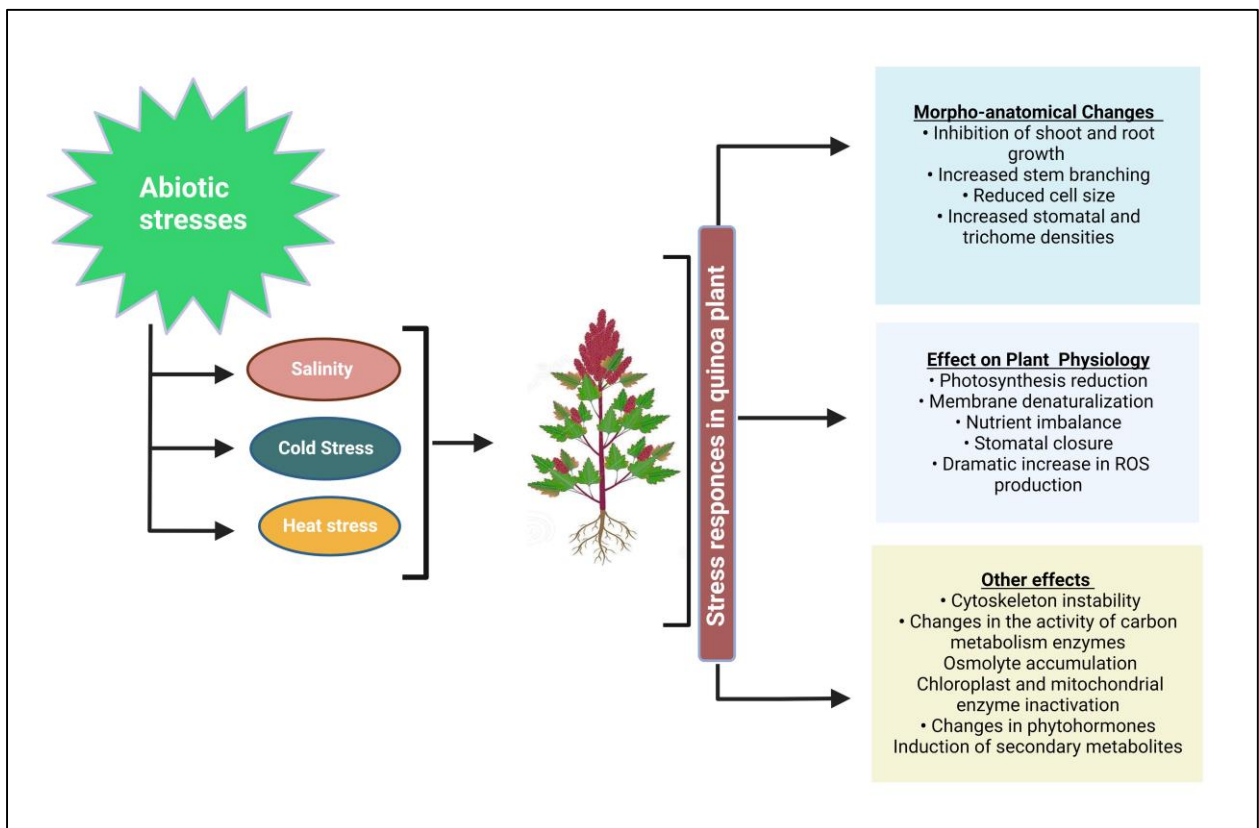 Abiotic
stresses
Salinity
Cold Stress
Heat stress
Stress responces in quinoa plant
Morpho-anatomical Changes
• Inhibition of shoot and root
growth
• Increased stem branching
• Reduced cell size
• Increased stomatal and
trichome densities
Effect on Plant Physiology
• Photosynthesis reduction
• Membrane denaturalization
• Nutrient imbalance
• Stomatal closure
• Dramatic increase in ROS
production
Other effects
• Cytoskeleton instability
• Changes in the activity of carbon
metabolism enzymes
Osmolyte accumulation
Chloroplast and mitochondrial
enzyme inactivation
• Changes in phytohormones
Induction of secondary metabolites